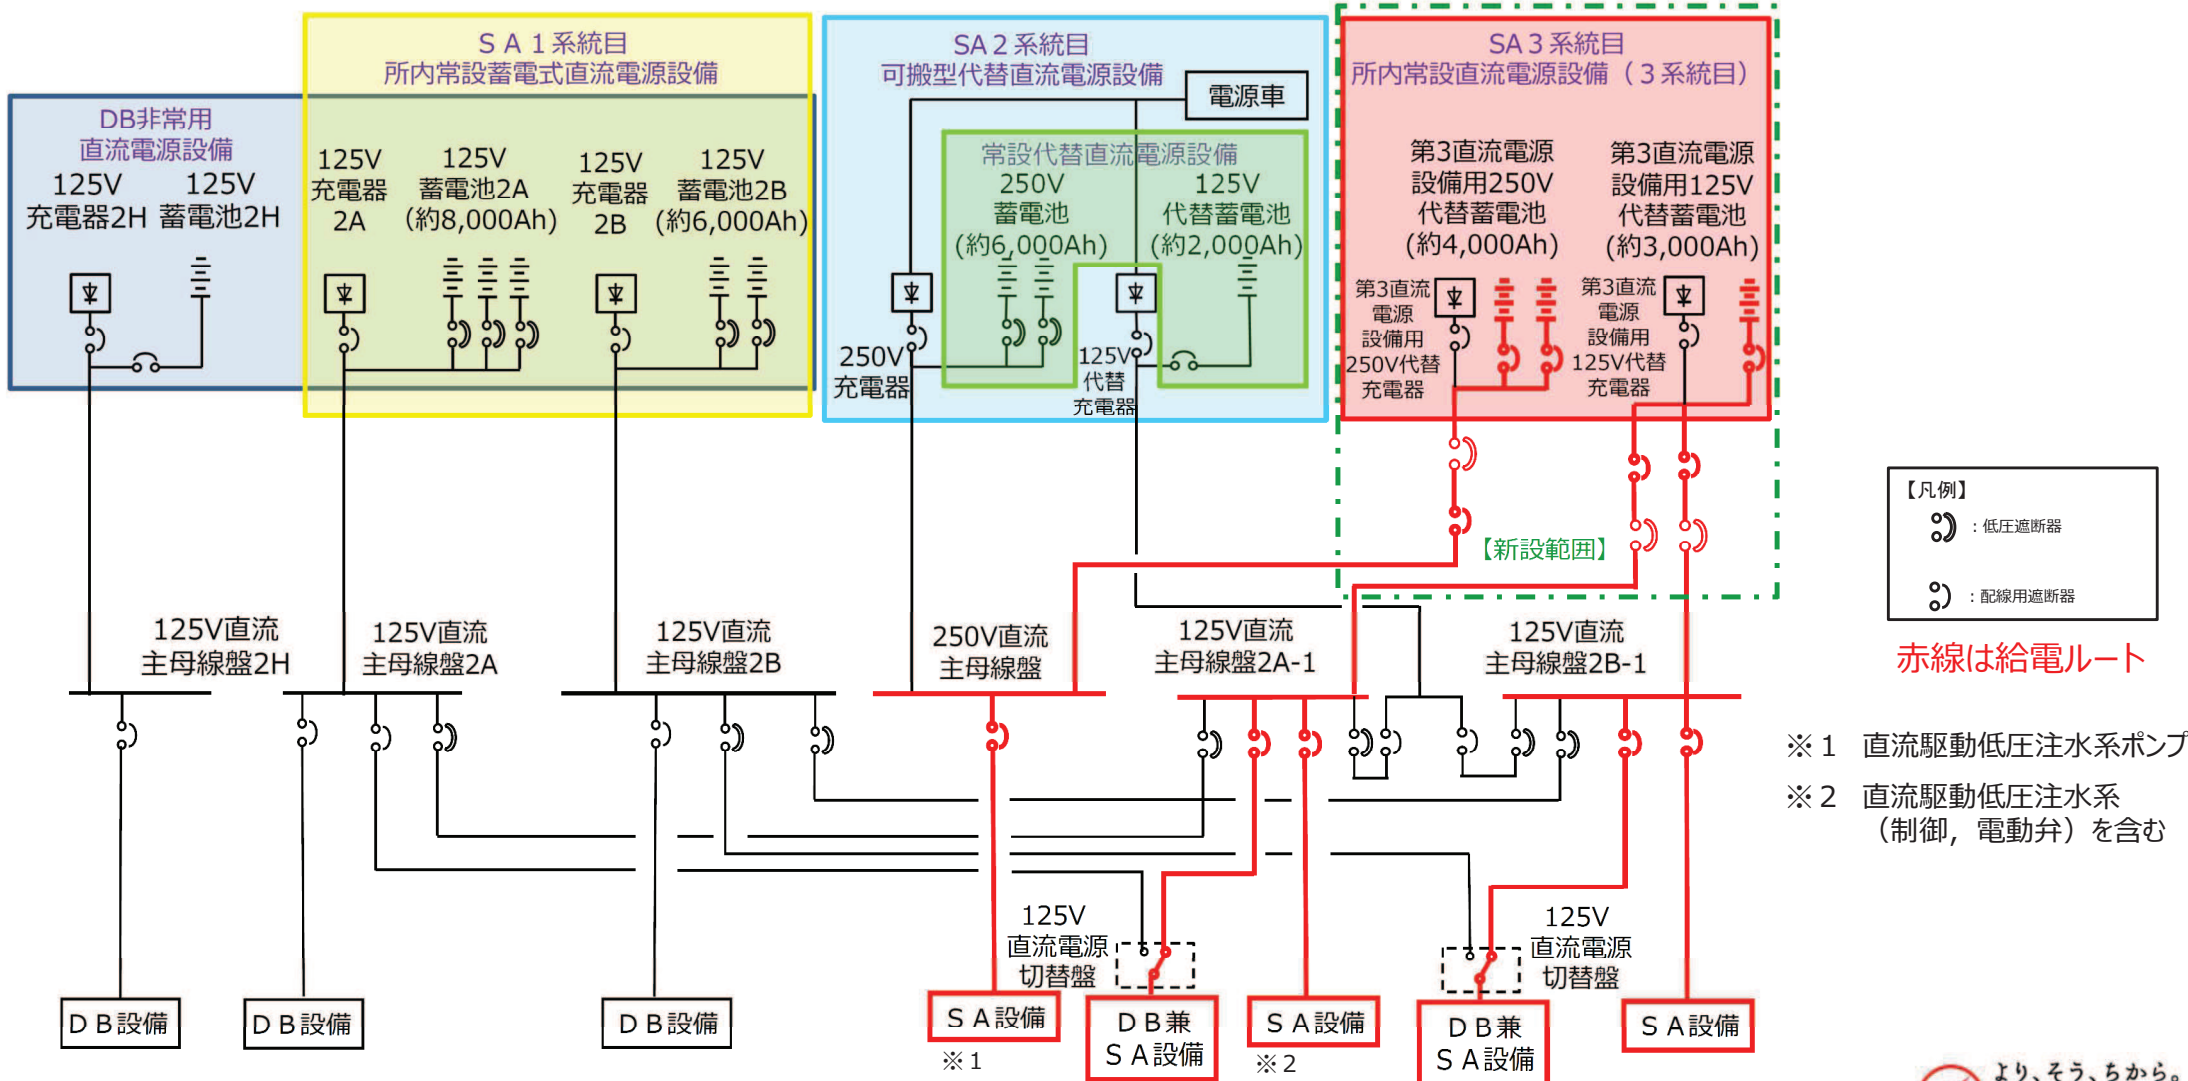 ＳＡ１系統目
所内常設蓄電式直流電源設備
DB非常用
直流電源設備
125V
充電器2H
125V
蓄電池2H
125V
充電器
2A
125V
蓄電池2A
(約8,000Ah)
125V
充電器
2B
125V
蓄電池2B
(約6,000Ah)
SA２系統目
可搬型代替直流電源設備
電源車
常設代替直流電源設備
250V
蓄電池
(約6,000Ah)
125V
代替蓄電池
(約2,000Ah)
250V
充電器
125V
代替
充電器
SA３系統目
所内常設直流電源設備（３系統目）
第3直流電源
設備用250V
代替蓄電池
(約4,000Ah)
第3直流電源
設備用125V
代替蓄電池
(約3,000Ah)
第3直流
電源
設備用
250V代替
充電器
第3直流
電源
設備用
125V代替
充電器
【新設範囲】
【凡例】
：低圧遮断器
：配線用遮断器
赤線は給電ルート
125V直流
主母線盤2H
125V直流
主母線盤2A
125V直流
主母線盤2B
250V直流
主母線盤
125V直流
主母線盤2A-1
125V直流
主母線盤2B-1
※１　直流駆動低圧注水系ポンプ
※２　直流駆動低圧注水系
（制御，電動弁）を含む
125V
直流電源
切替盤
125V
直流電源
切替盤
ＤＢ設備
ＤＢ設備
ＤＢ設備
ＳＡ設備
※１
ＤＢ兼
ＳＡ設備
ＳＡ設備
※２
ＤＢ兼
ＳＡ設備
ＳＡ設備
より、そう、ちから。